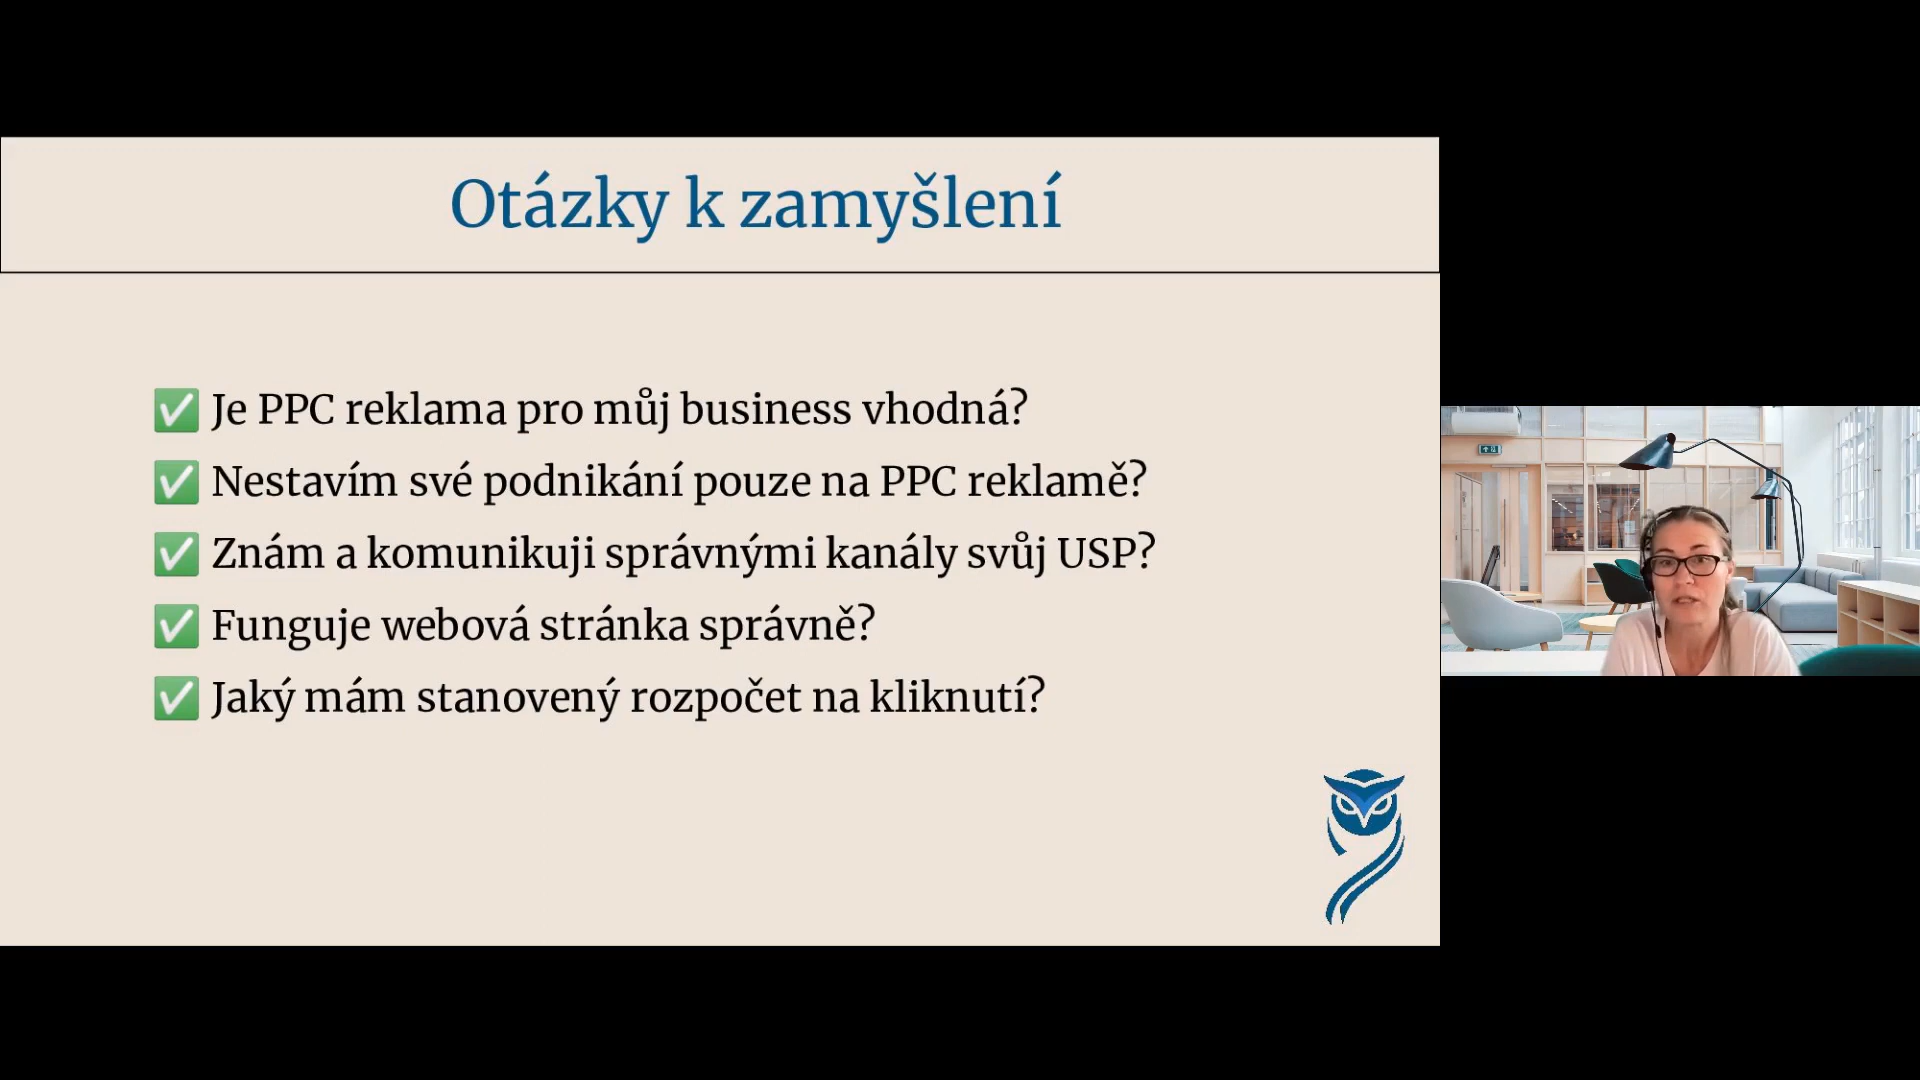 Otázky k zamyšlení
✅ Je PPC reklama pro můj business vhodná?
✅ Nestavím své podnikání pouze na PPC reklamě?
✅ Znám a komunikuji správnými kanály svůj USP?
✅ Funguje webová stránka správně?
✅ Jaký mám stanovený rozpočet na kliknutí?